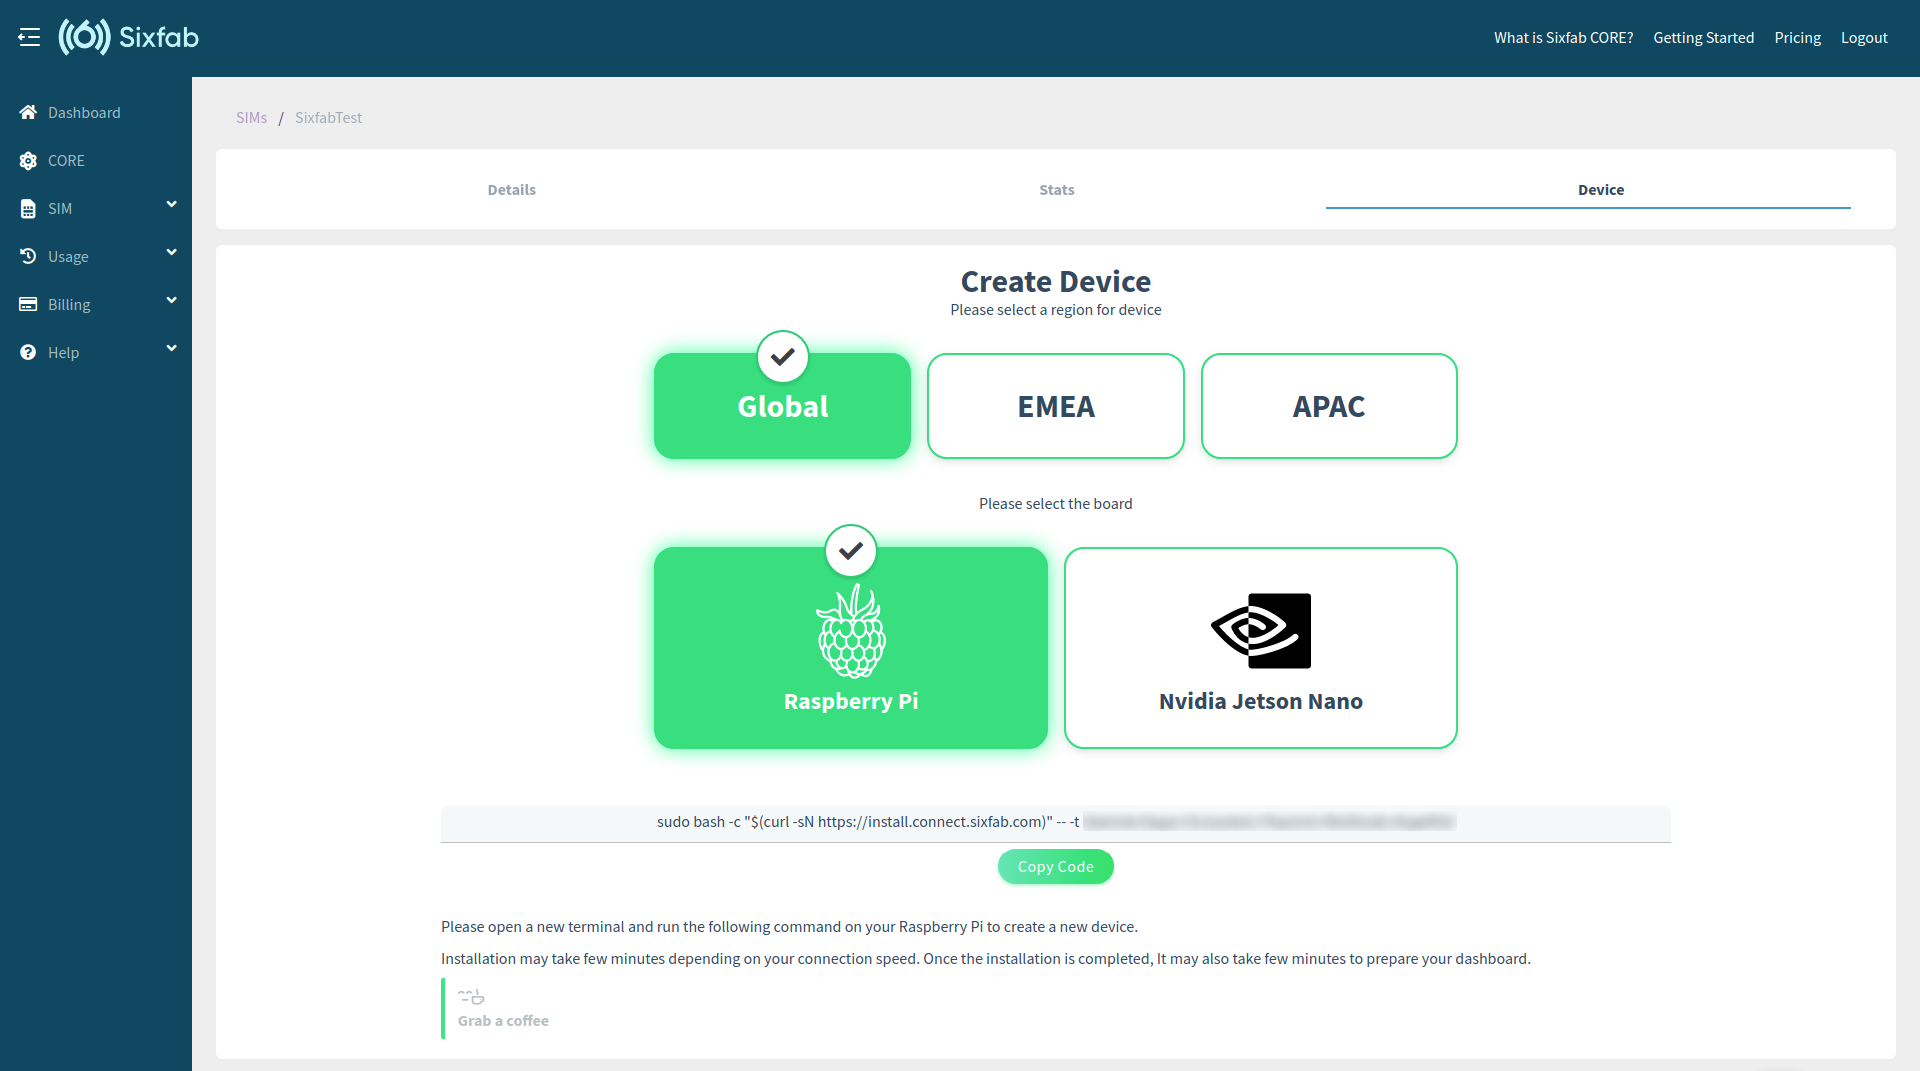 Sixfab
What is Sixfab CORE? Getting Started Pricing Logout
Dashboard
CORE
SIM
Usage
Billing
Help
SIMs / SixfabTest
Details Stats Device
Create Device
Please select a region for device
Global EMEA APAC
Please select the board
Raspberry Pi Nvidia Jetson Nano
sudo bash -c "$(curl -sN https://install.connect.sixfab.com)" -- -t
Copy Code
Please open a new terminal and run the following command on your Raspberry Pi to create a new device.
Installation may take few minutes depending on your connection speed. Once the installation is completed, It may also take few minutes to prepare your dashboard.
Grab a coffee